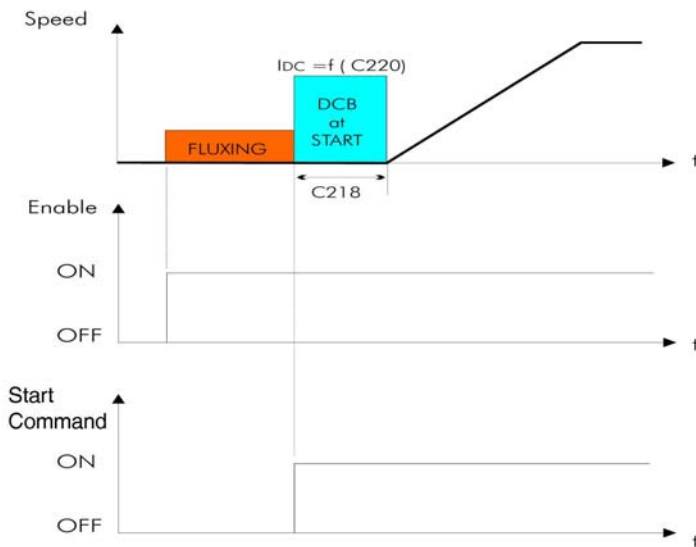 Speed
IDC =f ( C220)
DCB
at
START
FLUXING
t
C218
Enable
ON
OFF
t
Start
Command
ON
OFF
t